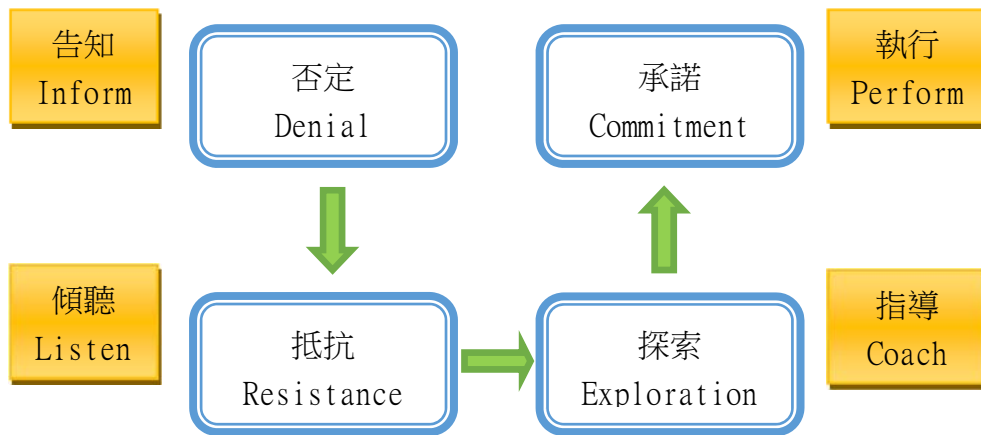 告知
Inform
否定
Denial
承諾
Commitment
執行
Perform
傾聽
Listen
抵抗
Resistance
探索
Exploration
指導
Coach